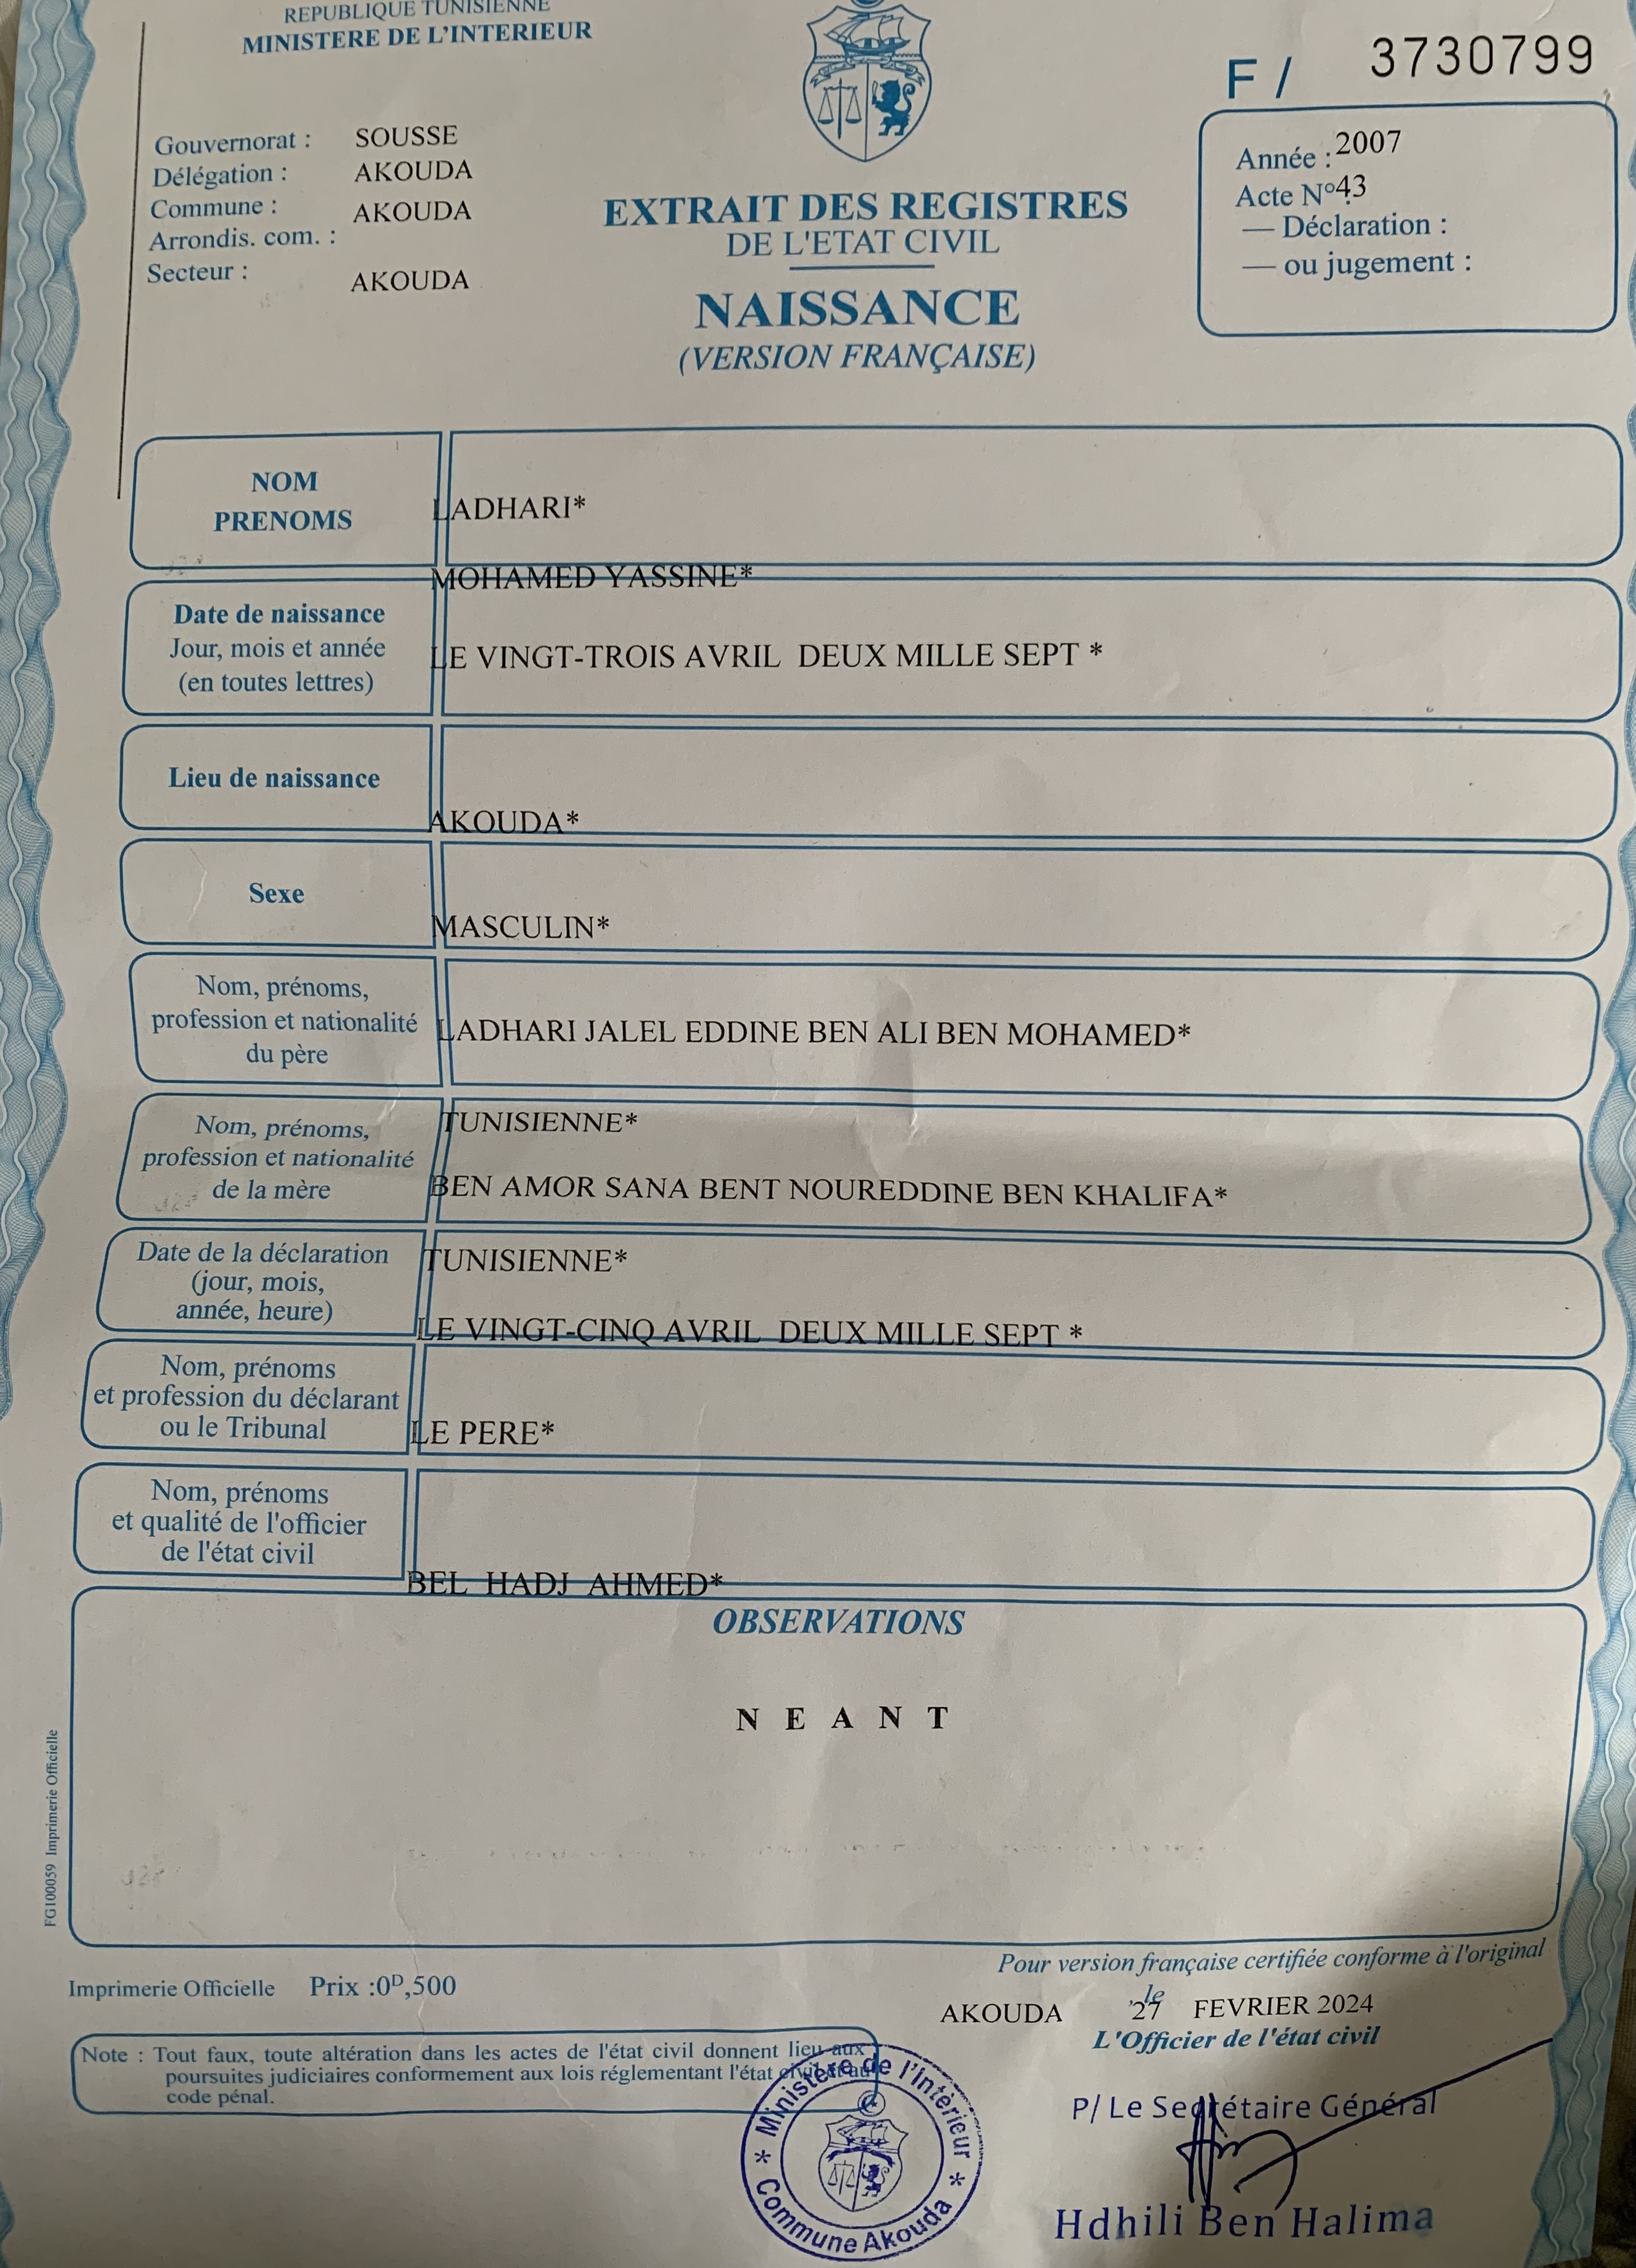 REPUBLIQUE TUNISIENNE
MINISTERE DE L'INTERIEUR
F / 3730799
Gouvernorat : SOUSSE
Délégation : AKOUDA
Commune : AKOUDA
Arrondis. com. :
Secteur : AKOUDA
EXTRAIT DES REGISTRES
DE L'ETAT CIVIL
NAISSANCE
(VERSION FRANÇAISE)
Année : 2007
Acte N° 43
— Déclaration :
— ou jugement :
NOM
PRENOMS
LADHARI*
MOHAMED YASSINE*
Date de naissance
Jour, mois et année
(en toutes lettres)
LE VINGT-TROIS AVRIL DEUX MILLE SEPT *
Lieu de naissance
AKOUDA*
Sexe
MASCULIN*
Nom, prénoms,
profession et nationalité
du père
LADHARI JALEL EDDINE BEN ALI BEN MOHAMED*
TUNISIENNE*
Nom, prénoms,
profession et nationalité
de la mère
BEN AMOR SANA BENT NOUREDDINE BEN KHALIFA*
TUNISIENNE*
Date de la déclaration
(jour, mois,
année, heure)
LE VINGT-CINQ AVRIL DEUX MILLE SEPT *
Nom, prénoms
et profession du déclarant
ou le Tribunal
LE PERE*
Nom, prénoms
et qualité de l'officier
de l'état civil
BEL HADJ AHMED*
OBSERVATIONS
N E A N T
FG100059 Imprimerie Officielle
Pour version française certifiée conforme à l'original
Imprimerie Officielle Prix :0D,500
AKOUDA le 27 FEVRIER 2024
L'Officier de l'état civil
Note : Tout faux, toute altération dans les actes de l'état civil donnent lieu aux
poursuites judiciaires conformement aux lois réglementant l'état civil et au
code pénal.
Ministère de l'Intérieur
* Commune Akouda *
P/ Le Secrétaire Général
Hdhili Ben Halima